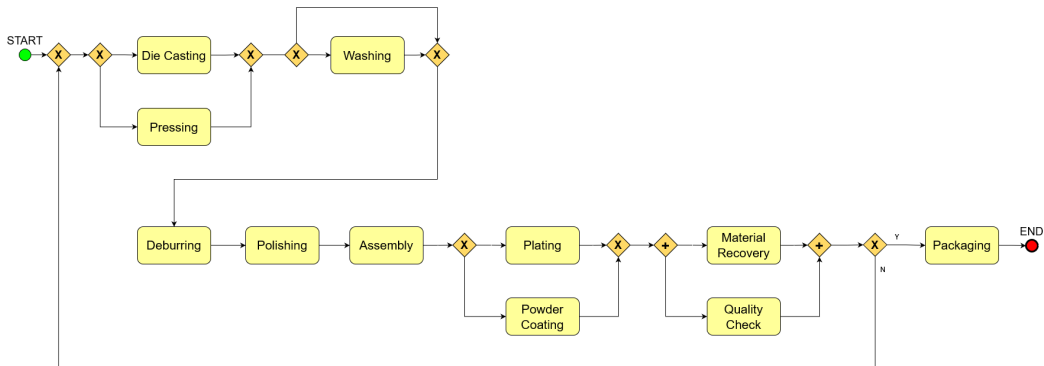 START
X
X
Die Casting
X
X
Washing
X
Pressing
Deburring
Polishing
Assembly
X
Plating
X
+
Material
Recovery
+
X
Y
Packaging
END
N
Powder
Coating
Quality
Check